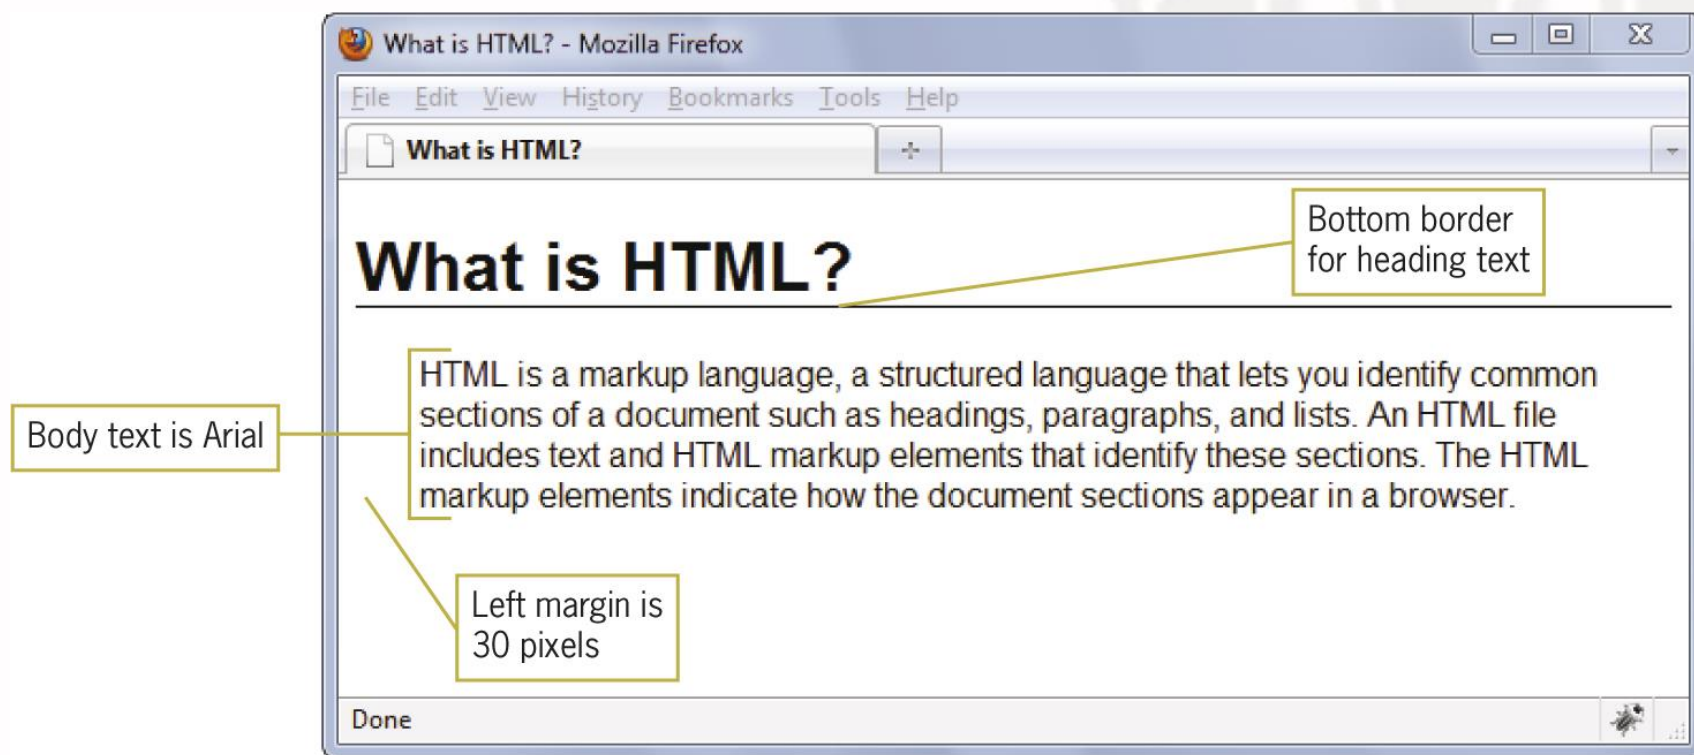 What is HTML? - Mozilla Firefox
File Edit View History Bookmarks Tools Help
What is HTML?
Bottom border
for heading text
What is HTML?
HTML is a markup language, a structured language that lets you identify common
sections of a document such as headings, paragraphs, and lists. An HTML file
includes text and HTML markup elements that identify these sections. The HTML
markup elements indicate how the document sections appear in a browser.
Body text is Arial
Left margin is
30 pixels
Done